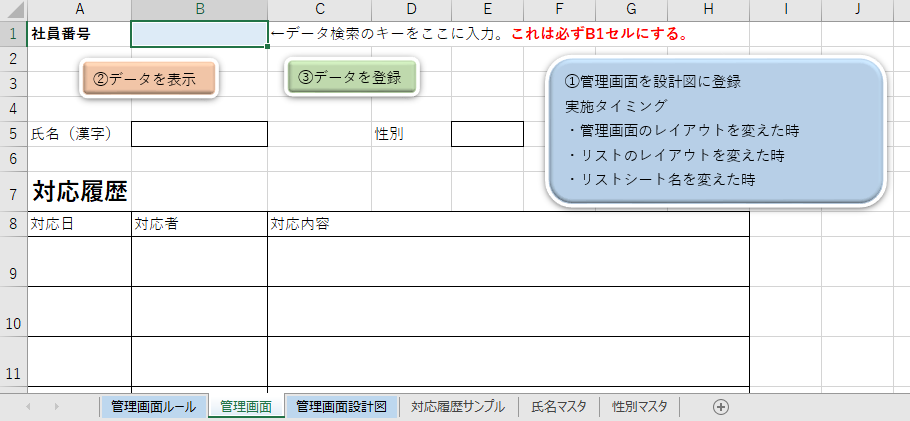 A B C D E F G H I J
1 社員番号 ←データ検索のキーをここに入力。これは必ずB1セルにする。
2
3 ②データを表示 ③データを登録 ①管理画面を設計図に登録
4 実施タイミング
5 氏名（漢字） 性別 ・管理画面のレイアウトを変えた時
6 ・リストのレイアウトを変えた時
7 対応履歴 ・リストシート名を変えた時
8 対応日 対応者 対応内容
9
10
11
管理画面ルール 管理画面 管理画面設計図 対応履歴サンプル 氏名マスタ 性別マスタ